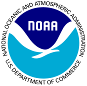 NATIONAL OCEANIC AND ATMOSPHERIC ADMINISTRATION
NOAA
U.S. DEPARTMENT OF COMMERCE